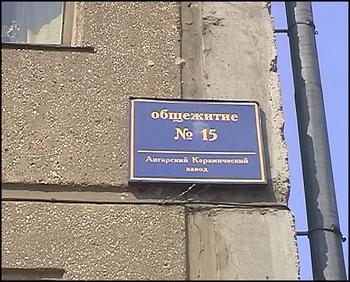 общежитие
№ 15
Ангарский Керамический
завод